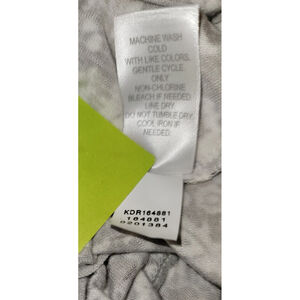 MACHINE WASH
COLD
WITH LIKE COLORS.
GENTLE CYCLE.
ONLY
NON-CHLORINE
BLEACH IF NEEDED.
LINE DRY
DO NOT TUMBLE DRY.
COOL IRON IF
NEEDED.
KDR164881
164881
0201384